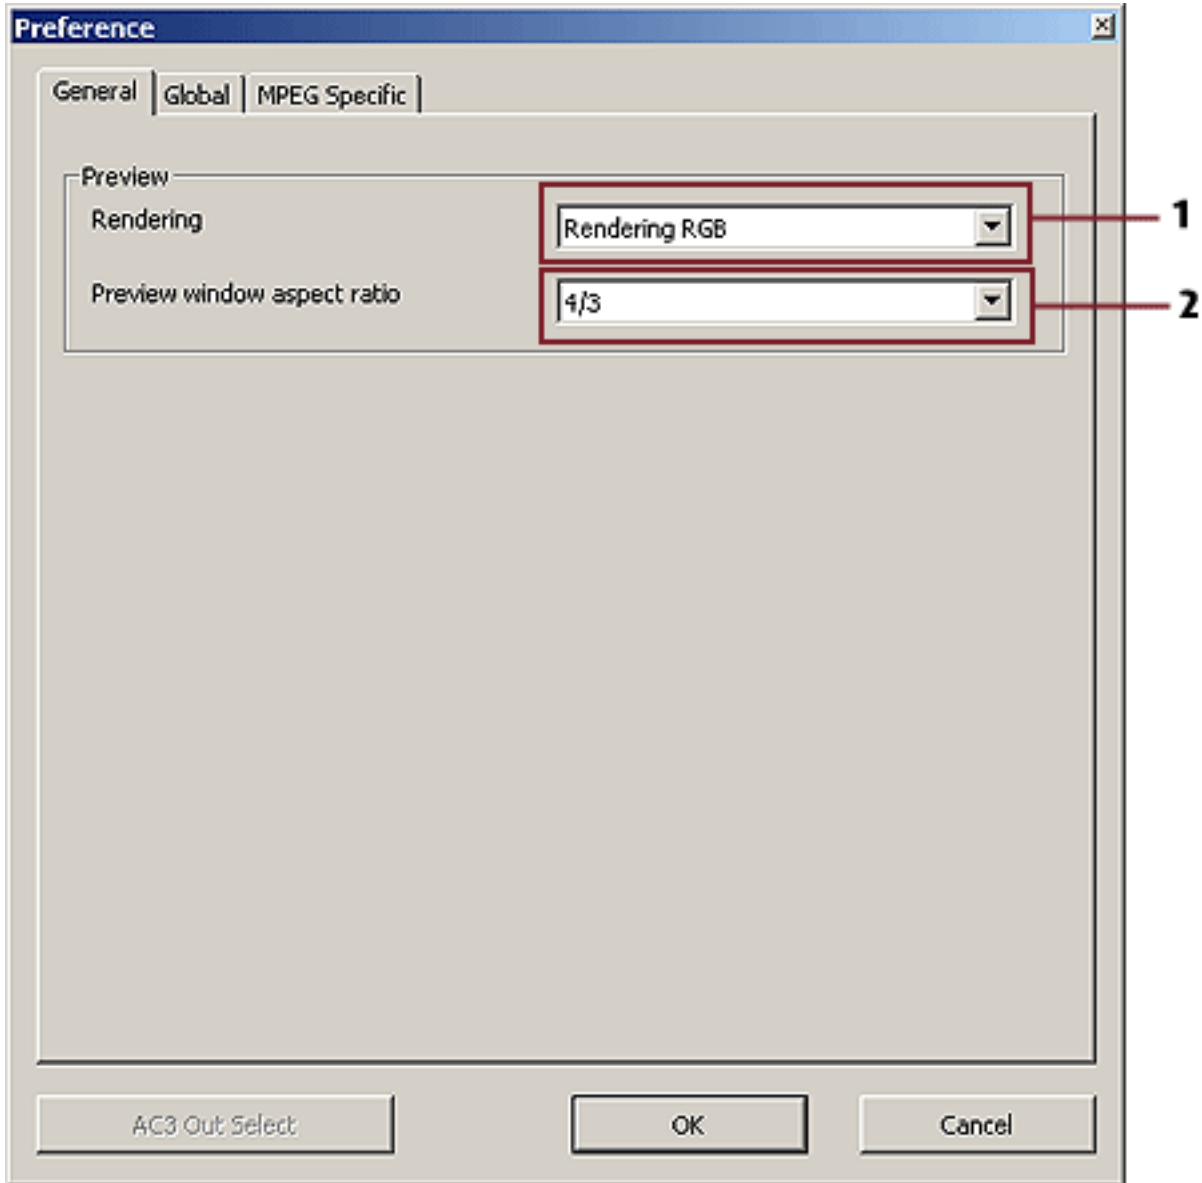 Preference
General Global MPEG Specific
Preview
Rendering Rendering RGB 1
Preview window aspect ratio 4/3 2
AC3 Out Select OK Cancel